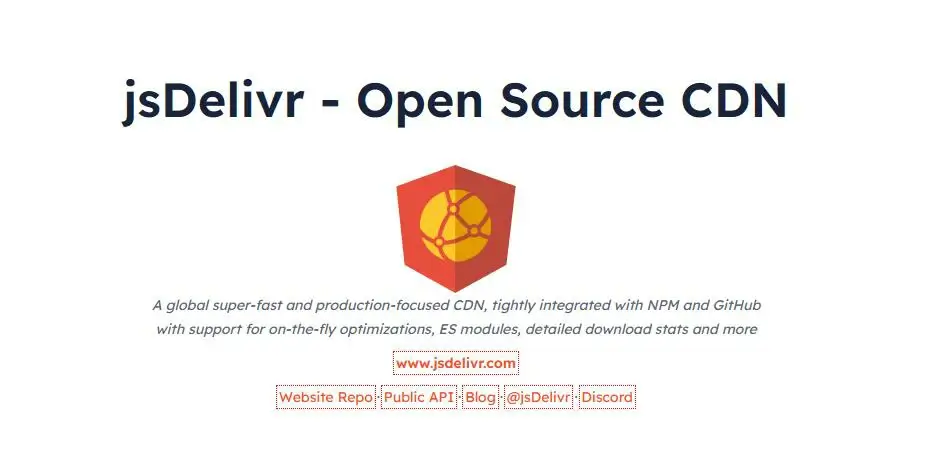 jsDelivr - Open Source CDN
A global super-fast and production-focused CDN, tightly integrated with NPM and GitHub
with support for on-the-fly optimizations, ES modules, detailed download stats and more
www.jsdelivr.com
Website Repo · Public API · Blog · @jsDelivr · Discord